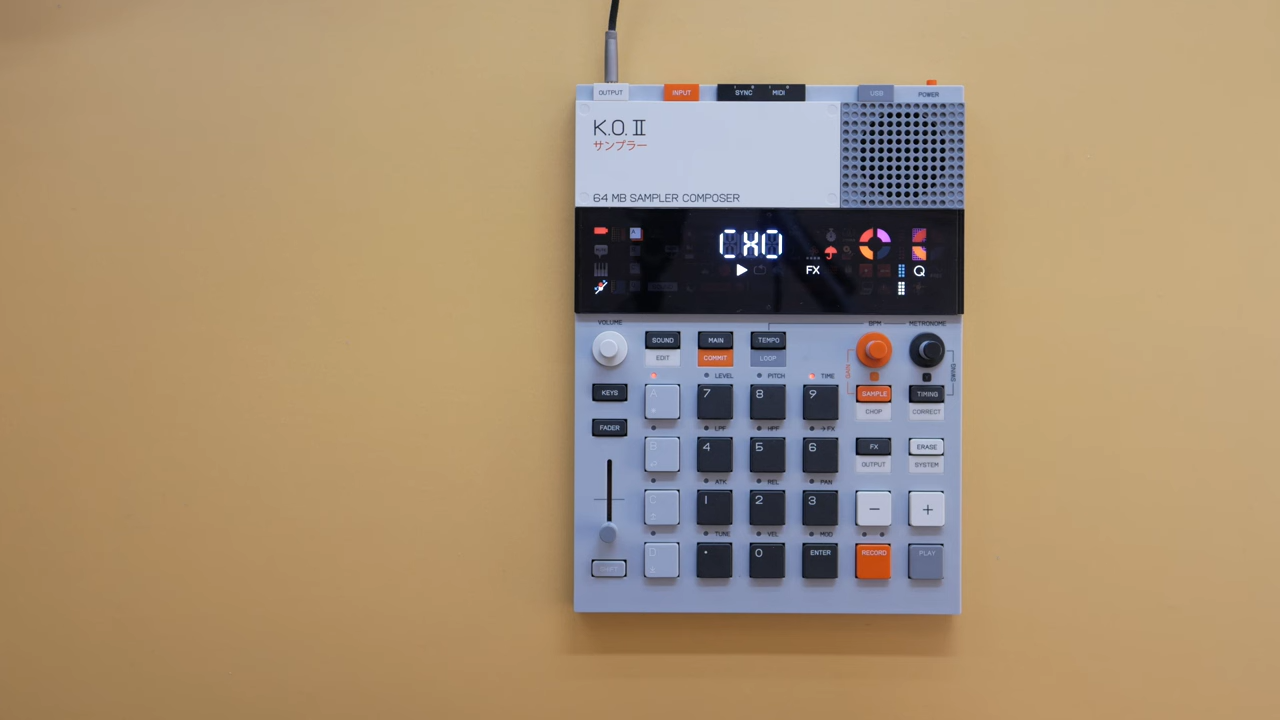 OUTPUT
INPUT
SYNC MIDI
USB
POWER
K.O. II
サンプラー
64 MB SAMPLER COMPOSER
FX
Q
VOLUME
BPM
METRONOME
SOUND
MAIN
TEMPO
EDIT
COMMIT
LOOP
LEVEL
PITCH
TIME
KEYS
A
7
8
9
SAMPLE
TIMING
CHOP
CORRECT
FADER
LPF
HPF
FX
B
4
5
6
FX
ERASE
OUTPUT
SYSTEM
ATK
REL
PAN
C
1
2
3
−
+
TUNE
VEL
MOD
SHIFT
D
.
0
ENTER
RECORD
PLAY